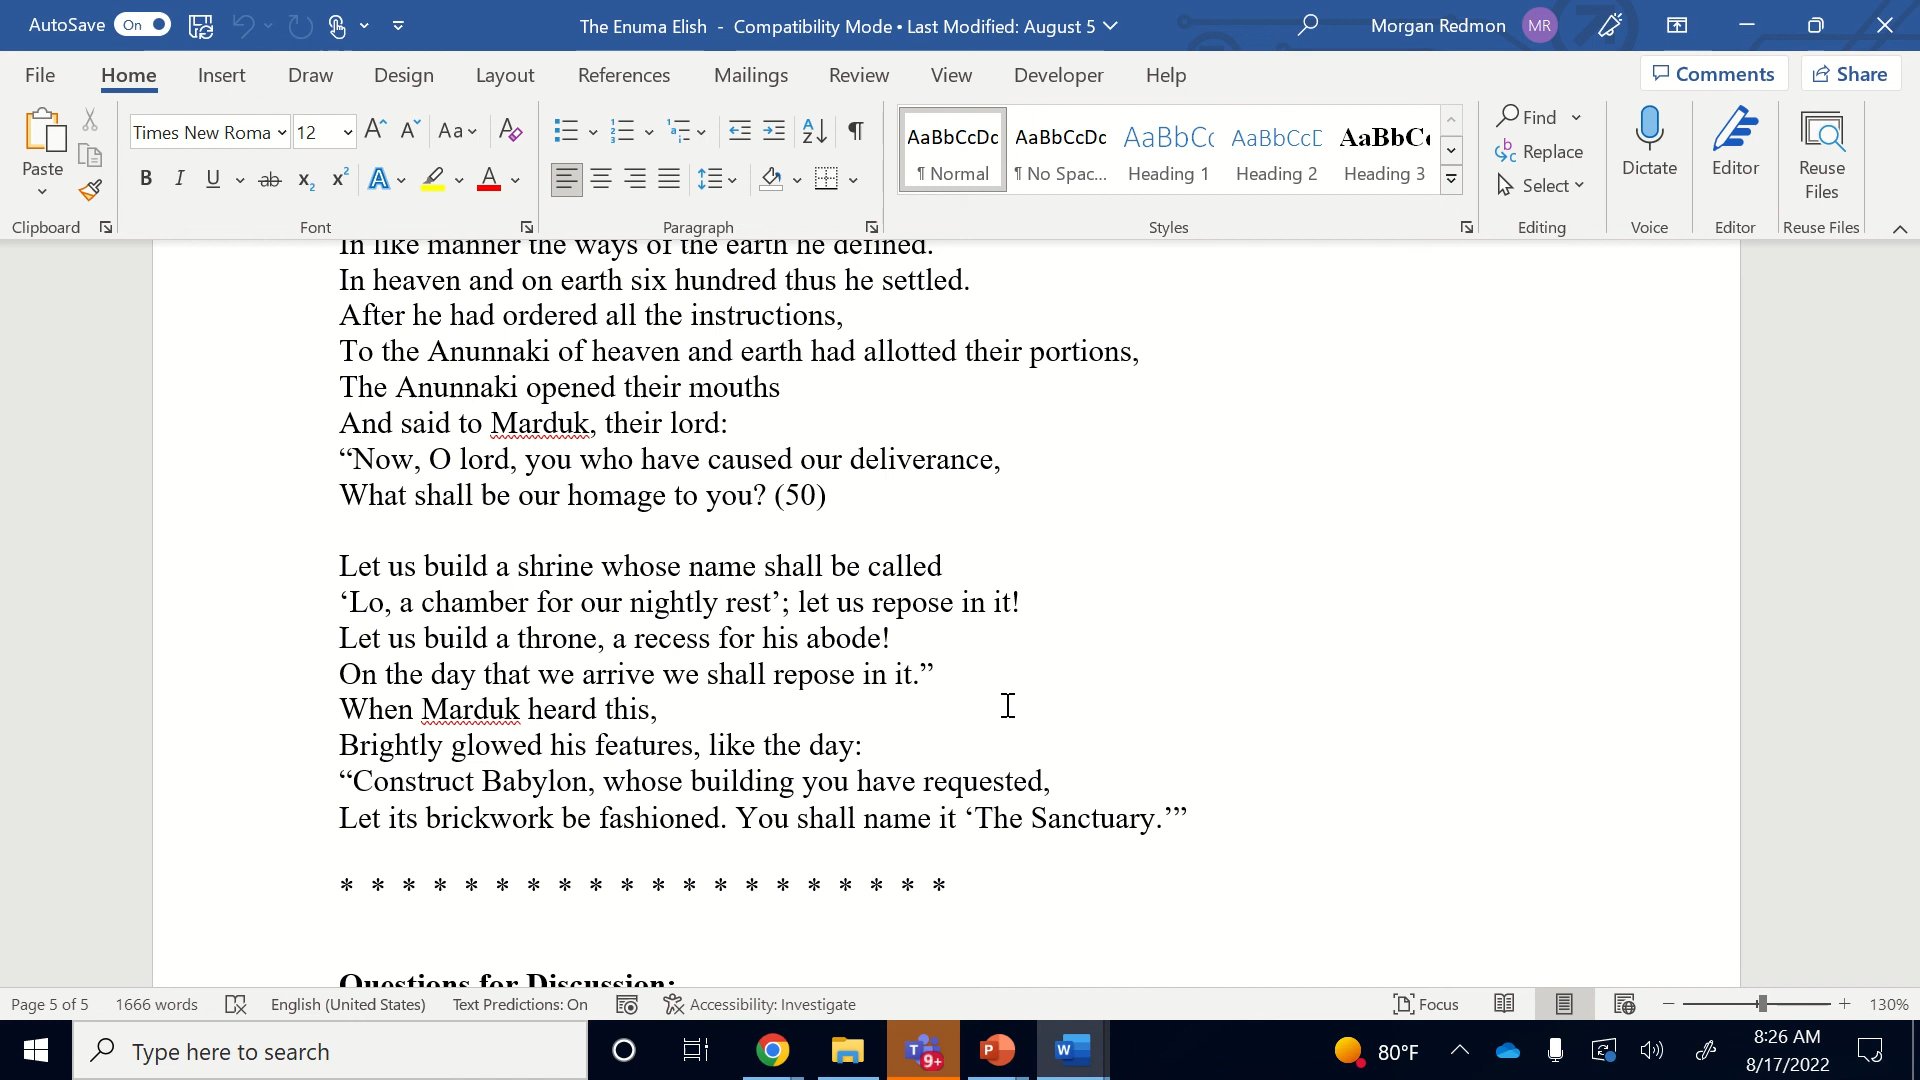 AutoSave On The Enuma Elish - Compatibility Mode • Last Modified: August 5 Morgan Redmon MR
File Home Insert Draw Design Layout References Mailings Review View Developer Help Comments Share
Times New Roma 12 Aa AaBbCcDc AaBbCcDc AaBbCc AaBbCcD AaBbCc Find
Paste ¶ Normal ¶ No Spac... Heading 1 Heading 2 Heading 3 Replace Dictate Editor Reuse
B I U ab Select Files
Clipboard Font Paragraph Styles Editing Voice Editor Reuse Files
In like manner the ways of the earth he defined.
In heaven and on earth six hundred thus he settled.
After he had ordered all the instructions,
To the Anunnaki of heaven and earth had allotted their portions,
The Anunnaki opened their mouths
And said to Marduk, their lord:
“Now, O lord, you who have caused our deliverance,
What shall be our homage to you? (50)
Let us build a shrine whose name shall be called
‘Lo, a chamber for our nightly rest’; let us repose in it!
Let us build a throne, a recess for his abode!
On the day that we arrive we shall repose in it.”
When Marduk heard this,
Brightly glowed his features, like the day:
“Construct Babylon, whose building you have requested,
Let its brickwork be fashioned. You shall name it ‘The Sanctuary.’”
* * * * * * * * * * * * * * * * * * * *
Questions for Discussion:
Page 5 of 5 1666 words English (United States) Text Predictions: On Accessibility: Investigate Focus 130%
Type here to search 9+ 80°F 8:26 AM
8/17/2022